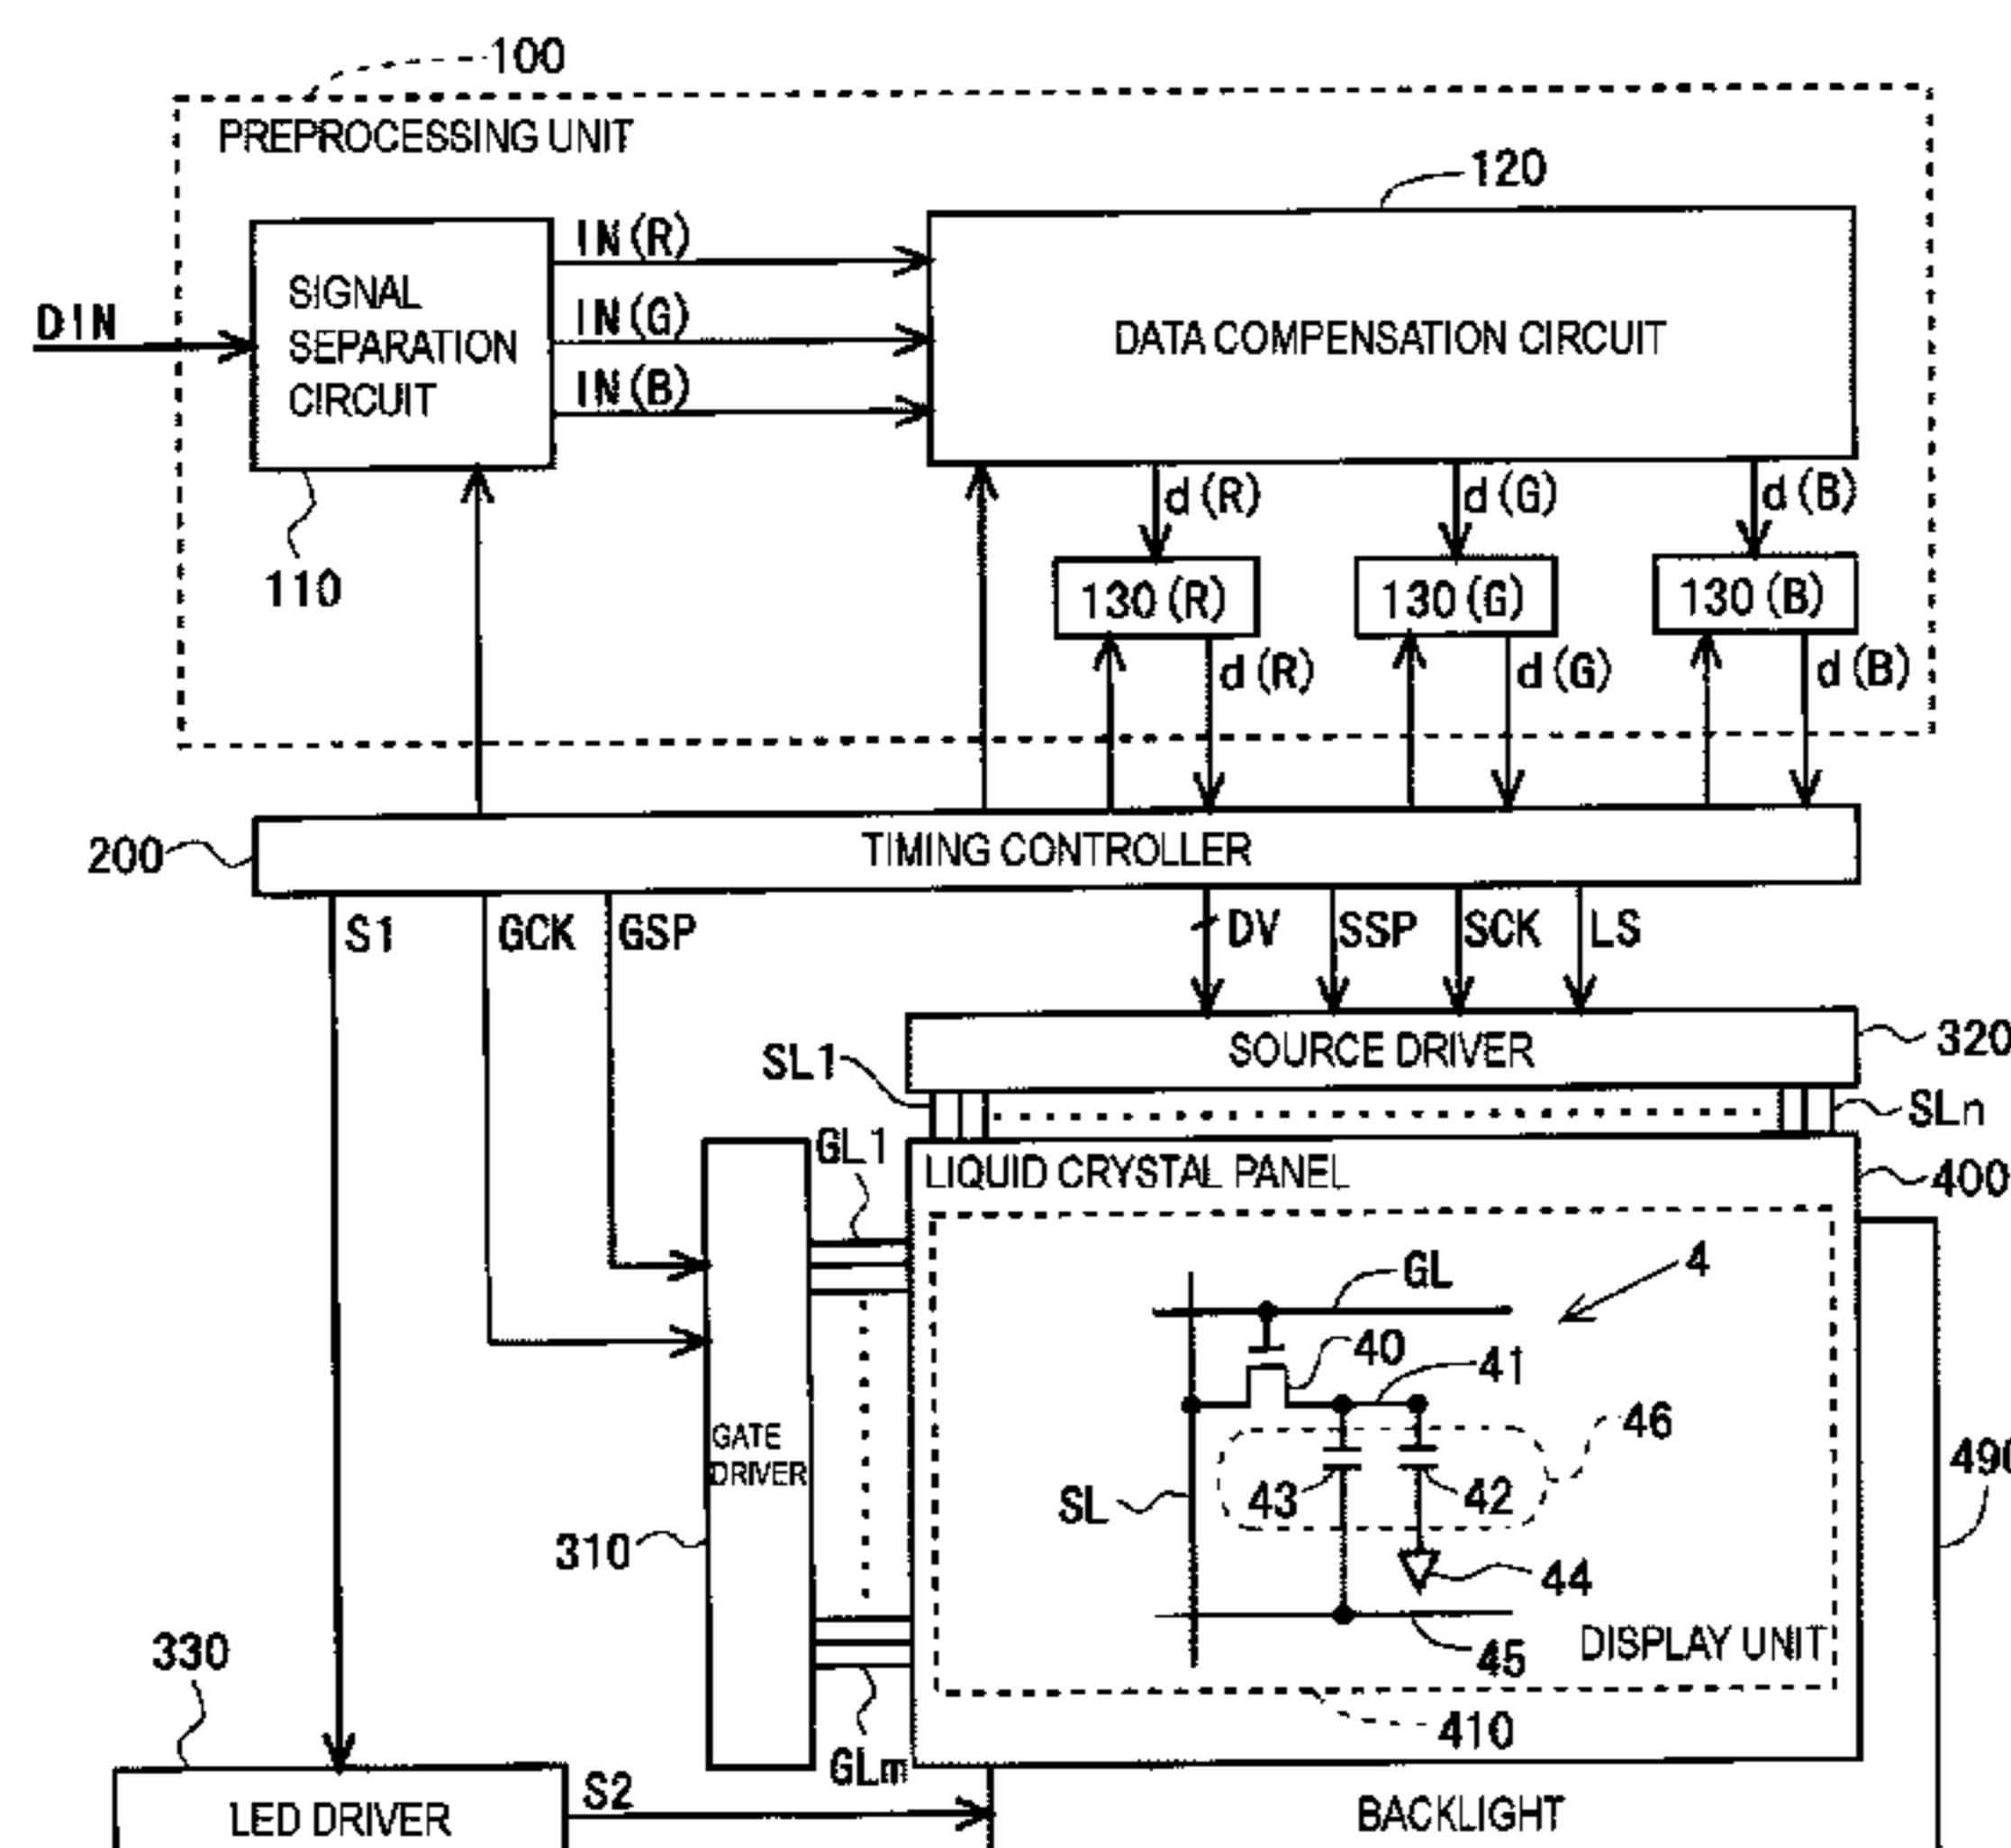 100
PREPROCESSING UNIT
120
IN(R)
IN(G)
IN(B)
DIN
SIGNAL
SEPARATION
CIRCUIT
DATA COMPENSATION CIRCUIT
110
d(R)
d(G)
d(B)
130(R)
130(G)
130(B)
d(R)
d(G)
d(B)
200
TIMING CONTROLLER
S1
GCK
GSP
DV
SSP
SCK
LS
SOURCE DRIVER
320
SL1
SLn
GL1
LIQUID CRYSTAL PANEL
400
GL
4
40
41
46
GATE
DRIVER
43
42
SL
490
310
44
45
DISPLAY UNIT
410
330
GLm
LED DRIVER
S2
BACKLIGHT